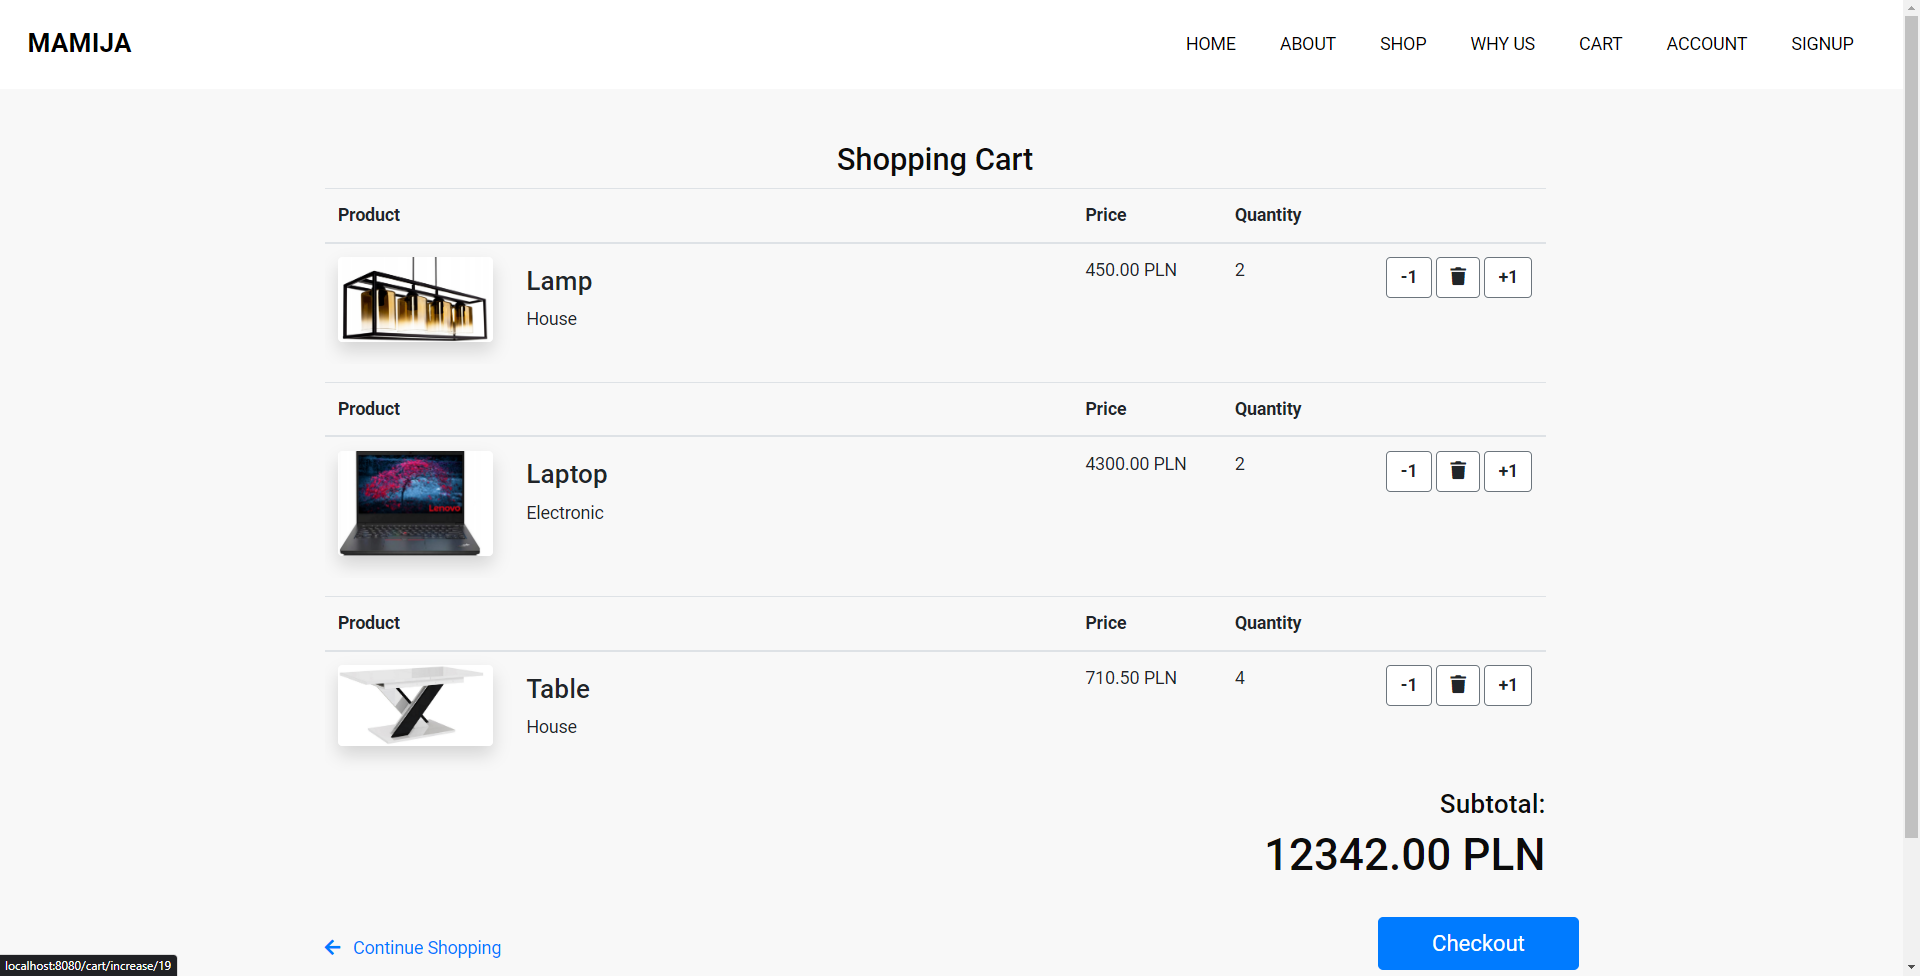 MAMIJA
HOME ABOUT SHOP WHY US CART ACCOUNT SIGNUP
Shopping Cart
Product Price Quantity
Lamp
House
450.00 PLN 2 -1 +1
Product Price Quantity
Lenovo
Laptop
Electronic
4300.00 PLN 2 -1 +1
Product Price Quantity
Table
House
710.50 PLN 4 -1 +1
Subtotal:
12342.00 PLN
Continue Shopping
Checkout
localhost:8080/cart/increase/19